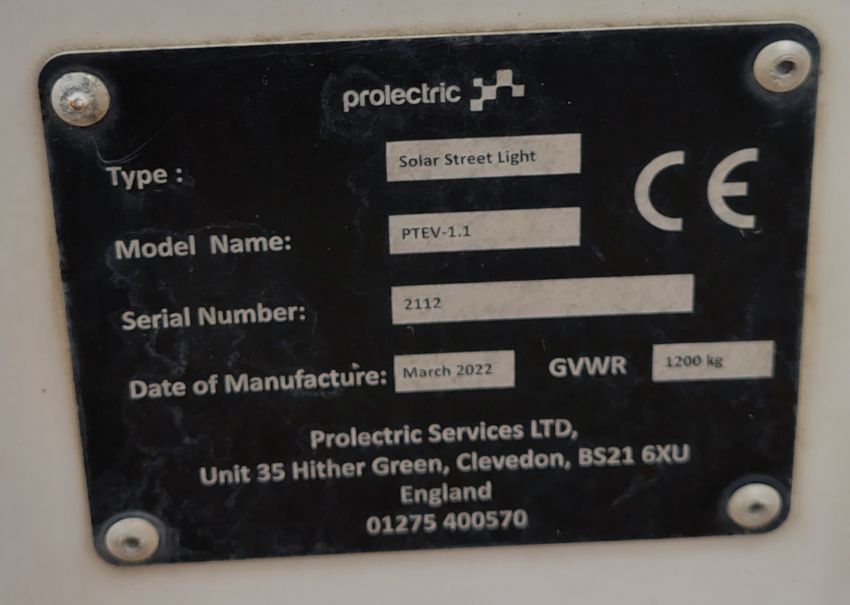 prolectric
Type : Solar Street Light
CE
Model Name: PTEV-1.1
Serial Number: 2112
Date of Manufacture: March 2022 GVWR 1200 kg
Prolectric Services LTD,
Unit 35 Hither Green, Clevedon, BS21 6XU
England
01275 400570